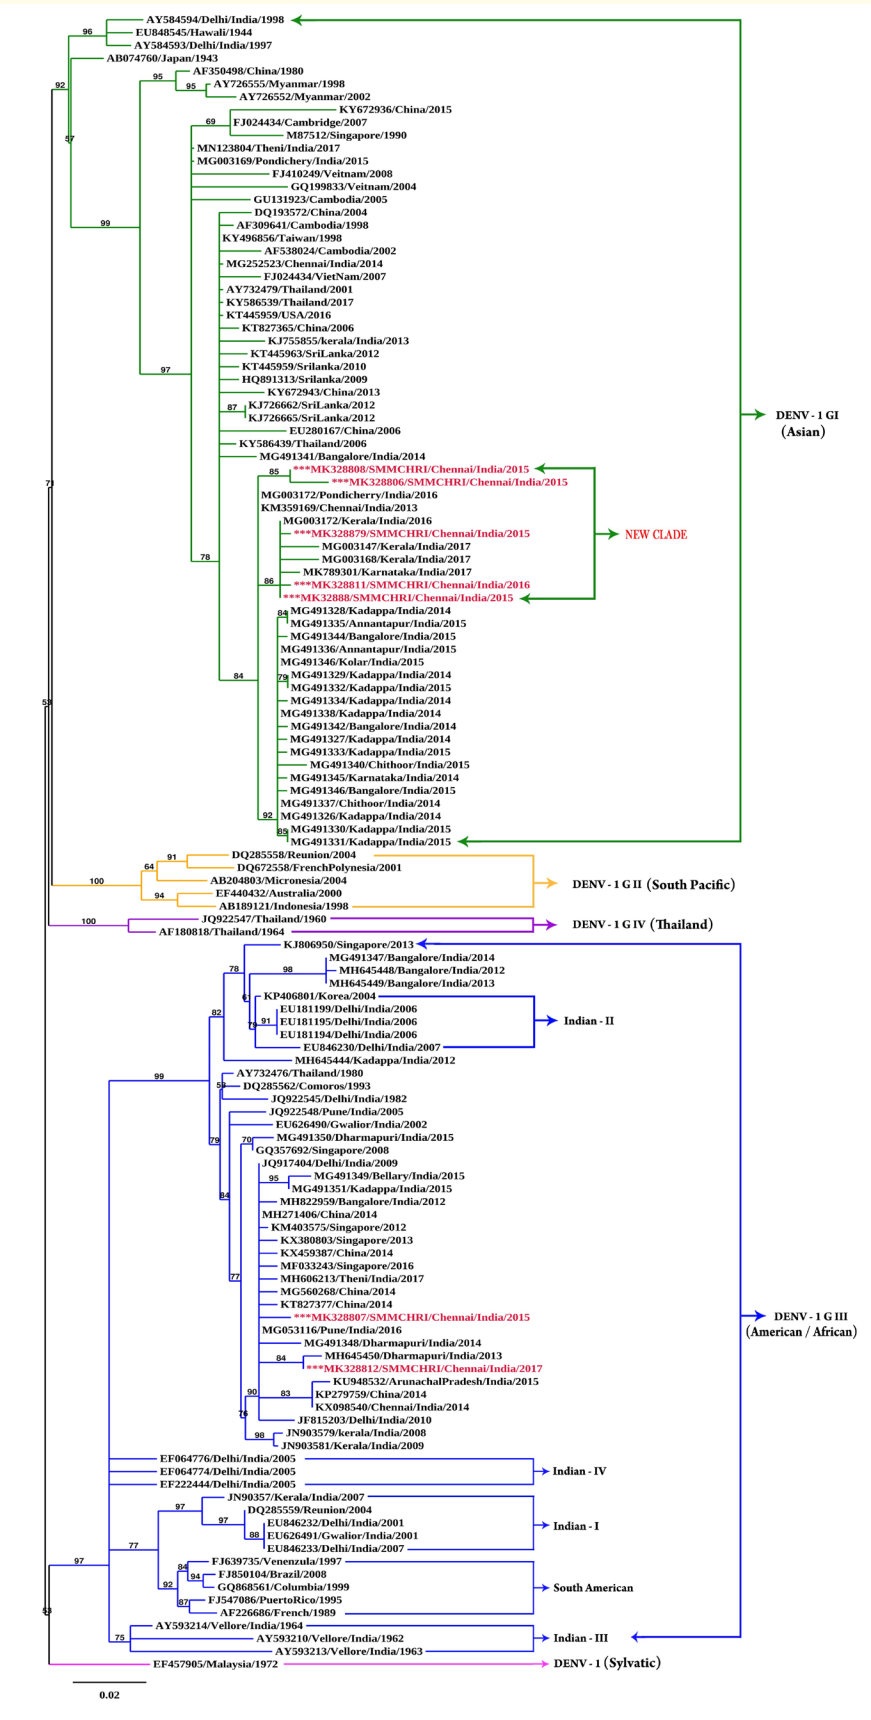 AY584594/Delhi/India/1998
96
EU848545/Hawali/1944
AY584593/Delhi/India/1997
AB074760/Japan/1943
AF350498/China/1980
95
AY726555/Myanmar/1998
92
95
AY726552/Myanmar/2002
KY672936/China/2015
69
FJ024434/Cambridge/2007
M87512/Singapore/1990
57
MN123804/Theni/India/2017
MG003169/Pondichery/India/2015
FJ410249/Veitnam/2008
GQ199833/Veitnam/2004
GU131923/Cambodia/2005
DQ193572/China/2004
99
AF309641/Cambodia/1998
KY496856/Taiwan/1998
AF538024/Cambodia/2002
MG252523/Chennai/India/2014
FJ024434/VietNam/2007
AY732479/Thailand/2001
KY586539/Thailand/2017
KT445959/USA/2016
KT827365/China/2006
KJ755855/kerala/India/2013
KT445963/SriLanka/2012
KT445959/Srilanka/2010
97
HQ891313/Srilanka/2009
KY672943/China/2013
87
KJ726662/SriLanka/2012
KJ726665/SriLanka/2012
DENV - 1 GI
(Asian)
EU280167/China/2006
KY586439/Thailand/2006
MG491341/Bangalore/India/2014
85
***MK328808/SMMCHRI/Chennai/India/2015
***MK328806/SMMCHRI/Chennai/India/2015
71
MG003172/Pondicherry/India/2016
KM359169/Chennai/India/2013
MG003172/Kerala/India/2016
***MK328879/SMMCHRI/Chennai/India/2015
NEW CLADE
MG003147/Kerala/India/2017
78
MG003168/Kerala/India/2017
MK789301/Karnataka/India/2017
86
***MK328811/SMMCHRI/Chennai/India/2016
***MK32888/SMMCHRI/Chennai/India/2015
84
MG491328/Kadappa/India/2014
MG491335/Annantapur/India/2015
MG491344/Bangalore/India/2015
MG491336/Annantapur/India/2015
MG491346/Kolar/India/2015
84
79
MG491329/Kadappa/India/2014
MG491332/Kadappa/India/2015
53
MG491334/Kadappa/India/2014
MG491338/Kadappa/India/2014
MG491342/Bangalore/India/2014
MG491327/Kadappa/India/2014
MG491333/Kadappa/India/2015
MG491340/Chithoor/India/2015
MG491345/Karnataka/India/2014
MG491346/Bangalore/India/2015
MG491337/Chithoor/India/2014
92
MG491326/Kadappa/India/2014
85
MG491330/Kadappa/India/2015
MG491331/Kadappa/India/2015
91
DQ285558/Reunion/2004
64
DQ672558/FrenchPolynesia/2001
100
AB204803/Micronesia/2004
DENV - 1 G II (South Pacific)
94
EF440432/Australia/2000
AB189121/Indonesia/1998
100
JQ922547/Thailand/1960
DENV - 1 G IV (Thailand)
AF180818/Thailand/1964
KJ806950/Singapore/2013
MG491347/Bangalore/India/2014
78
98
MH645448/Bangalore/India/2012
MH645449/Bangalore/India/2013
61
KP406801/Korea/2004
82
EU181199/Delhi/India/2006
79
91
EU181195/Delhi/India/2006
Indian - II
EU181194/Delhi/India/2006
EU846230/Delhi/India/2007
MH645444/Kadappa/India/2012
99
AY732476/Thailand/1980
53
DQ285562/Comoros/1993
JQ922545/Delhi/India/1982
JQ922548/Pune/India/2005
EU626490/Gwalior/India/2002
79
70
MG491350/Dharmapuri/India/2015
GQ357692/Singapore/2008
JQ917404/Delhi/India/2009
95
MG491349/Bellary/India/2015
84
MG491351/Kadappa/India/2015
MH822959/Bangalore/India/2012
MH271406/China/2014
KM403575/Singapore/2012
KX380803/Singapore/2013
KX459387/China/2014
MF033243/Singapore/2016
77
MH606213/Theni/India/2017
MG560268/China/2014
KT827377/China/2014
***MK328807/SMMCHRI/Chennai/India/2015
DENV - 1 G III
(American / African)
MG053116/Pune/India/2016
MG491348/Dharmapuri/India/2014
84
MH645450/Dharmapuri/India/2013
***MK328812/SMMCHRI/Chennai/India/2017
KU948532/ArunachalPradesh/India/2015
90
83
KP279759/China/2014
KX098540/Chennai/India/2014
76
JF815203/Delhi/India/2010
98
JN903579/kerala/India/2008
JN903581/Kerala/India/2009
EF064776/Delhi/India/2005
EF064774/Delhi/India/2005
Indian - IV
EF222444/Delhi/India/2005
JN90357/Kerala/India/2007
97
DQ285559/Reunion/2004
97
EU846232/Delhi/India/2001
Indian - I
88
EU626491/Gwalior/India/2001
77
EU846233/Delhi/India/2007
97
FJ639735/Venenzula/1997
84
94
FJ850104/Brazil/2008
92
GQ868561/Columbia/1999
South American
87
FJ547086/PuertoRico/1995
53
AF226686/French/1989
AY593214/Vellore/India/1964
75
AY593210/Vellore/India/1962
Indian - III
AY593213/Vellore/India/1963
EF457905/Malaysia/1972
DENV - 1 (Sylvatic)
0.02